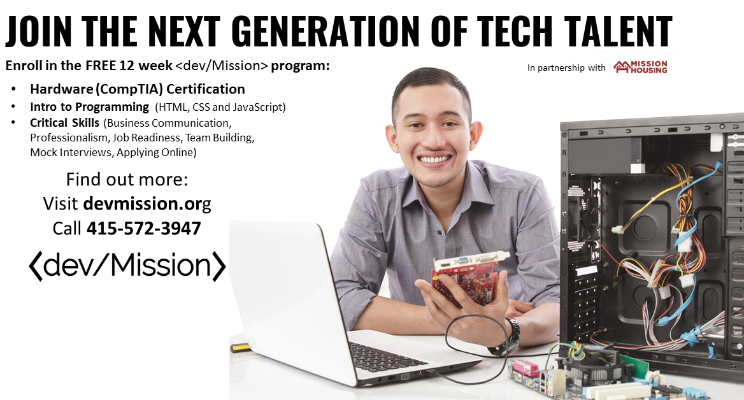 JOIN THE NEXT GENERATION OF TECH TALENT
Enroll in the FREE 12 week <dev/Mission> program:
In partnership with MISSION HOUSING
• Hardware (CompTIA) Certification
• Intro to Programming (HTML, CSS and JavaScript)
• Critical Skills (Business Communication,
Professionalism, Job Readiness, Team Building,
Mock Interviews, Applying Online)
Find out more:
Visit devmission.org
Call 415-572-3947
<dev/Mission>